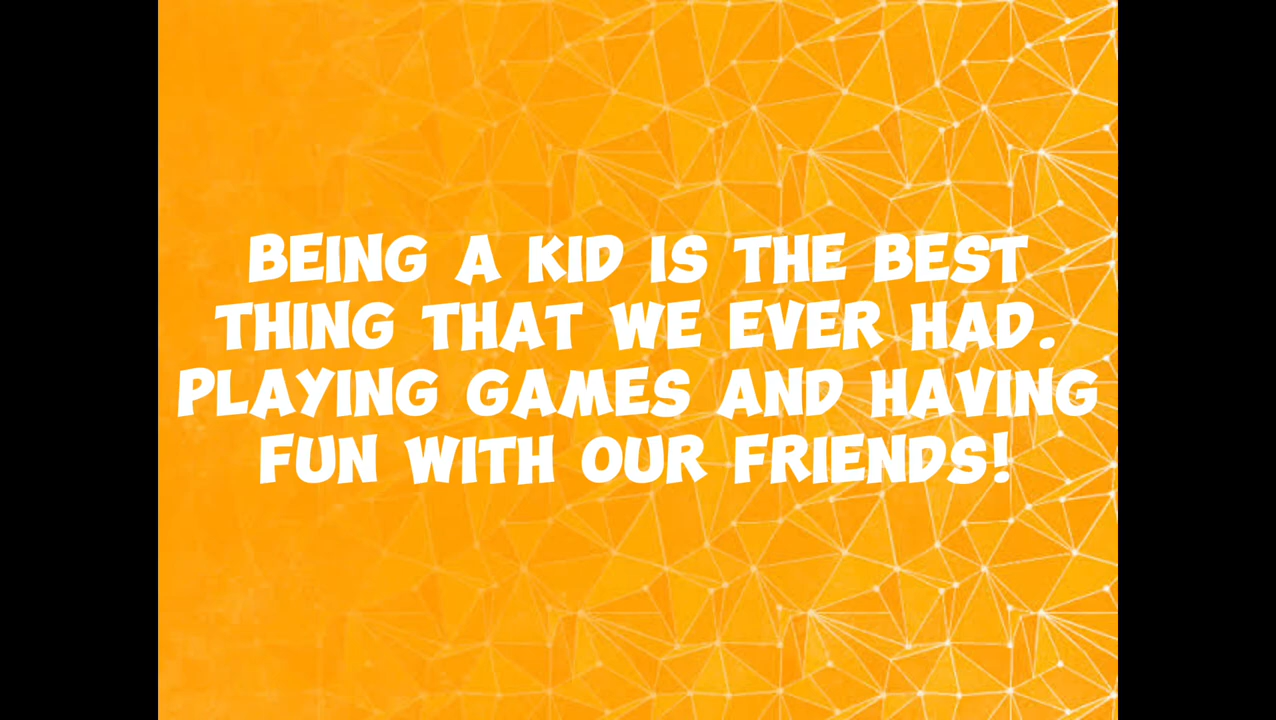 BEING A KID IS THE BEST
THING THAT WE EVER HAD.
PLAYING GAMES AND HAVING
FUN WITH OUR FRIENDS!